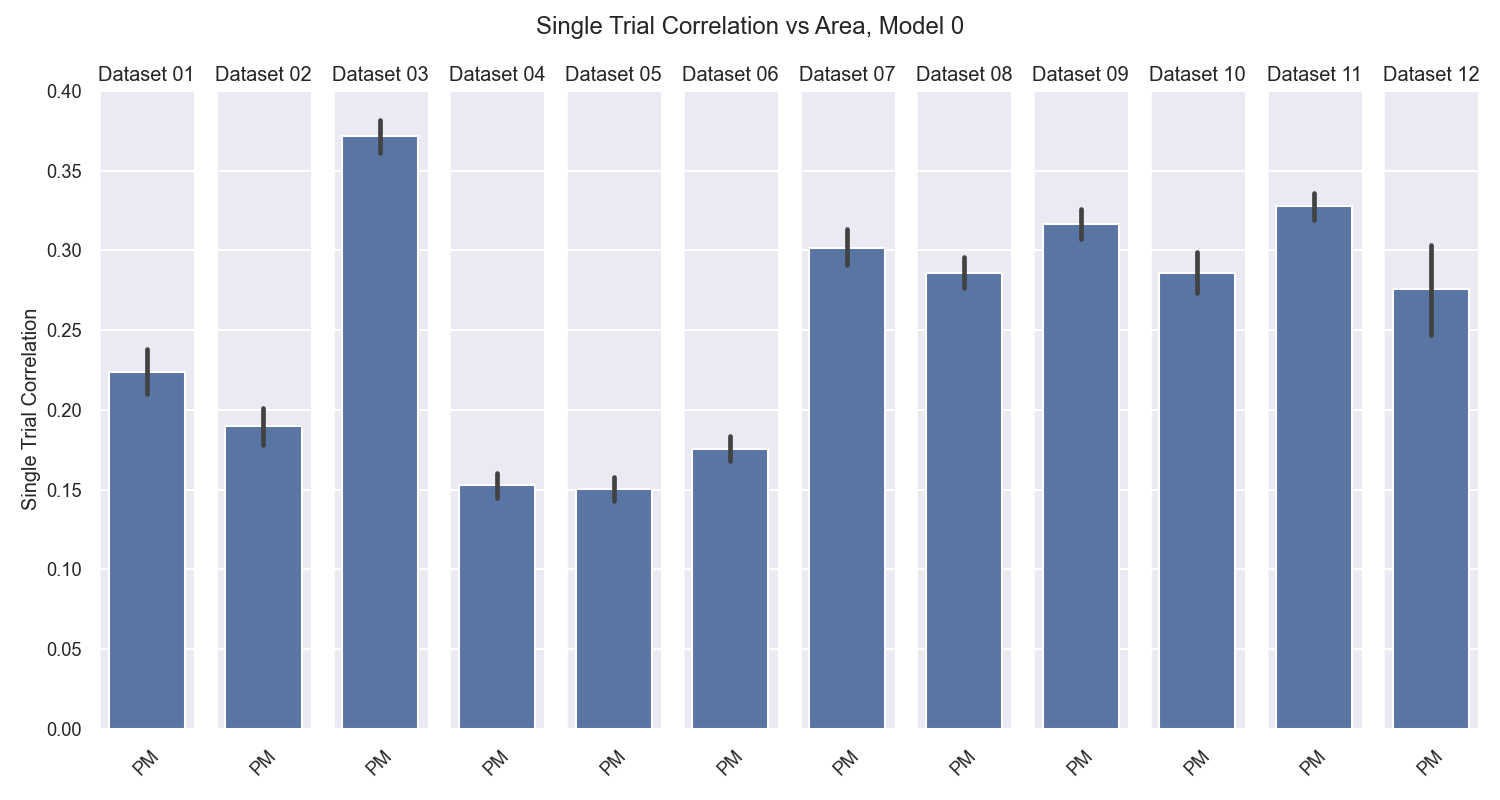 Single Trial Correlation vs Area, Model 0
Dataset 01 Dataset 02 Dataset 03 Dataset 04 Dataset 05 Dataset 06 Dataset 07 Dataset 08 Dataset 09 Dataset 10 Dataset 11 Dataset 12
0.40
0.35
0.30
0.25
0.20
0.15
0.10
0.05
0.00
Single Trial Correlation
PM PM PM PM PM PM PM PM PM PM PM PM